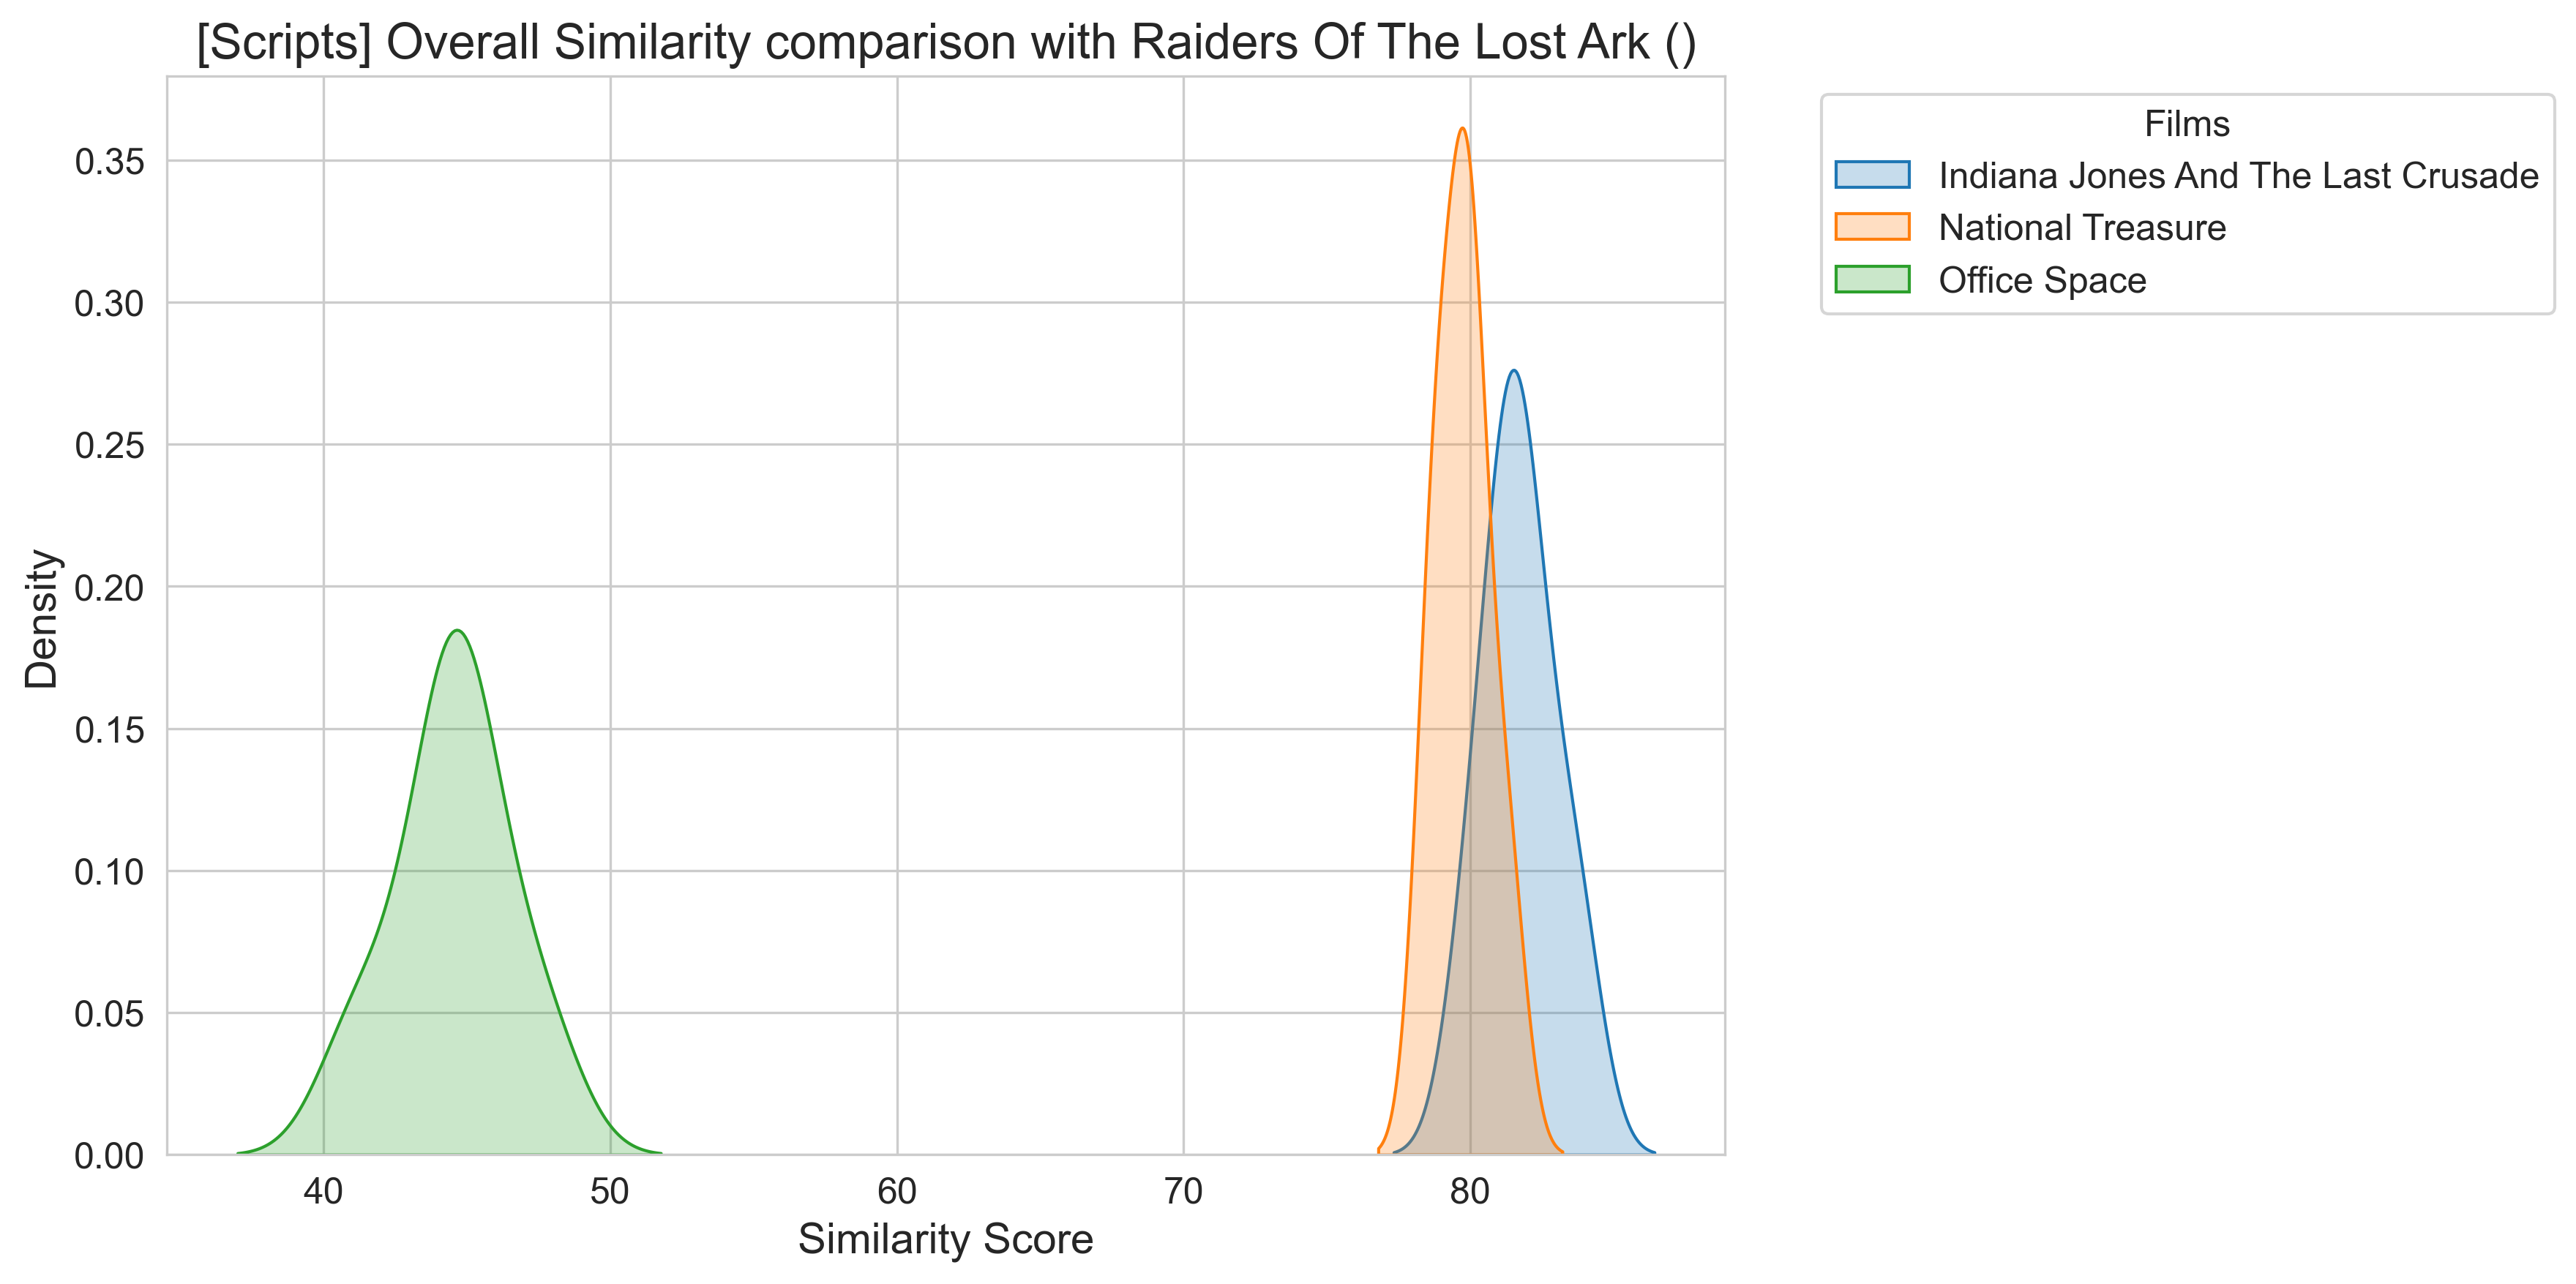 [Scripts] Overall Similarity comparison with Raiders Of The Lost Ark ()
Films
Indiana Jones And The Last Crusade
National Treasure
Office Space
Density
0.35
0.30
0.25
0.20
0.15
0.10
0.05
0.00
40 50 60 70 80
Similarity Score